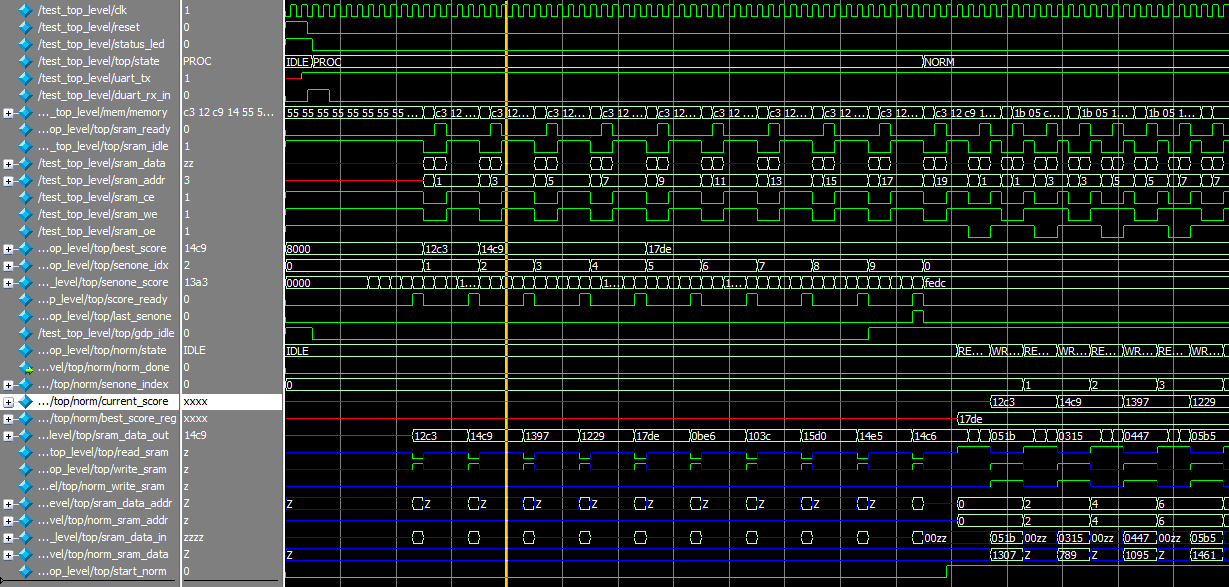 /test_top_level/clk 1
/test_top_level/reset 0
/test_top_level/status_led 0
/test_top_level/top/state PROC IDLE PROC NORM
/test_top_level/uart_tx 1
/test_top_level/duart_rx_in 0
..._top_level/mem/memory c3 12 c9 14 55 5... 55 55 55 55 55 55 55 55 ... c3 12 ... c3 12... c3 12 ... c3 12 ... c3 12 ... c3 12 ... c3 12 ... c3 12 ... c3 12 ... c3 12 c9 1... 1b 05 c... 1b 05 1... 1b 05 1...
...op_level/top/sram_ready 0
..._top_level/top/sram_idle 1
/test_top_level/sram_data zz
/test_top_level/sram_addr 3 1 3 5 7 9 11 13 15 17 19 1 1 3 3 5 5 7 7
/test_top_level/sram_ce 1
/test_top_level/sram_we 1
/test_top_level/sram_oe 1
...op_level/top/best_score 14c9 8000 12c3 14c9 17de
...op_level/top/senone_idx 2 0 1 2 3 4 5 6 7 8 9 0
..._level/top/senone_score 13a3 0000 1... 1... 1... fedc
...p_level/top/score_ready 0
...op_level/top/last_senone 0
/test_top_level/top/gdp_idle 0
...op_level/top/norm/state IDLE IDLE RE... WR... RE... WR... RE... WR... RE... WR...
...vel/top/norm/norm_done 0
.../top/norm/senone_index 0 0 1 2 3
.../top/norm/current_score xxxx 12c3 14c9 1397 1229
.../top/norm/best_score_reg xxxx 17de
...level/top/sram_data_out 14c9 12c3 14c9 1397 1229 17de 0be6 103c 15d0 14e5 14c6 051b 0315 0447 05b5
...top_level/top/read_sram z
...op_level/top/write_sram z
...el/top/norm_write_sram z
...evel/top/sram_data_addr Z Z Z Z Z Z Z Z Z Z Z 0 2 4 6
...vel/top/norm_sram_addr z 0 2 4 6
..._level/top/sram_data_in zzzz 00zz 051b 00zz 0315 00zz 0447 00zz 05b5
...vel/top/norm_sram_data Z Z 1307 Z 789 Z 1095 Z 1461
...op_level/top/start_norm 0